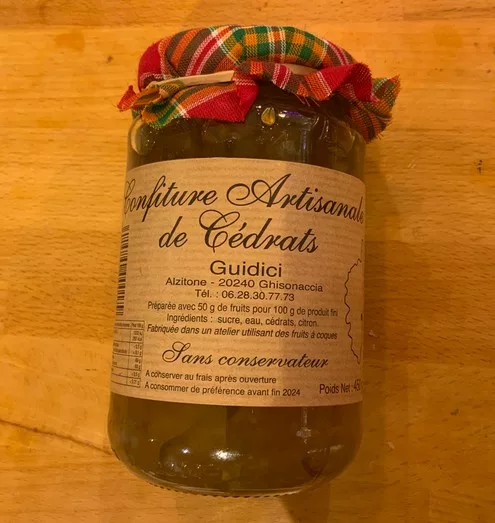 Confiture Artisanale
de Cédrats
Guidici
Alzitone - 20240 Ghisonaccia
Tél. : 06.28.30.77.73
Préparée avec 50 g de fruits pour 100 g de produit fini
Ingrédients : sucre, eau, cédrats, citron.
Fabriquée dans un atelier utilisant des fruits à coques
Sans conservateur
A conserver au frais après ouverture
A consommer de préférence avant fin 2024
Poids Net